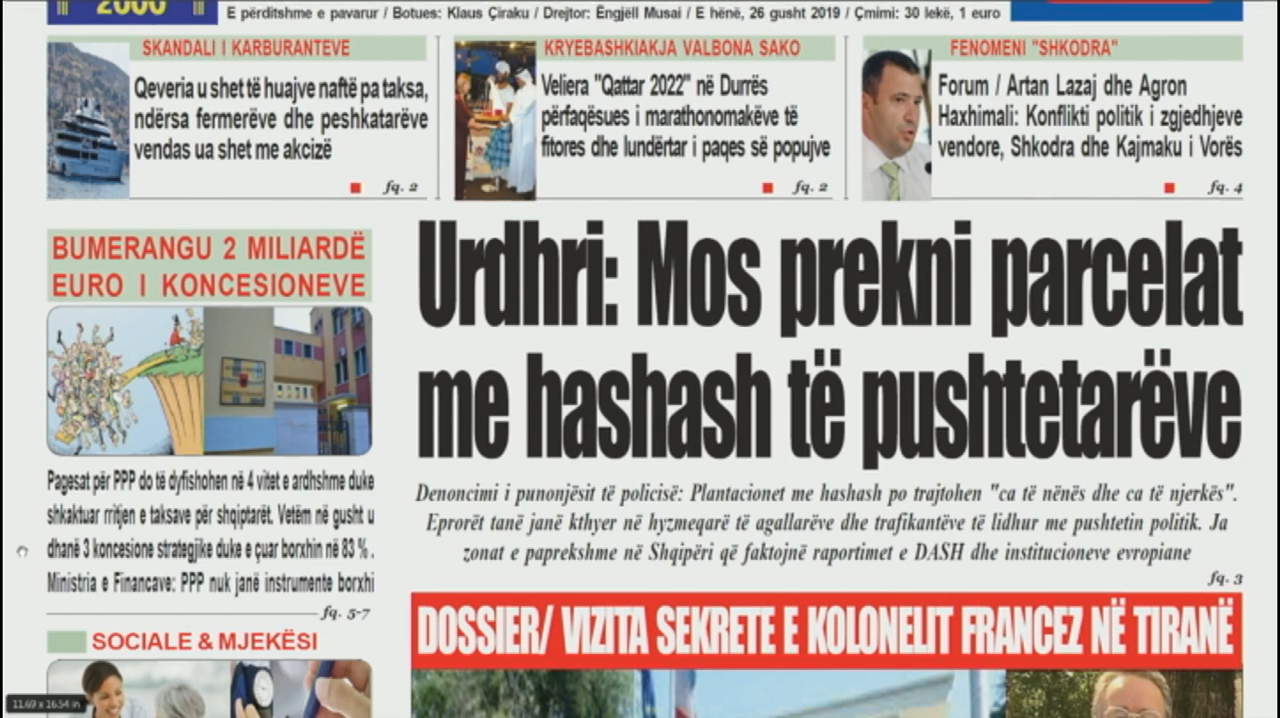 2000
E përditshme e pavarur / Botues: Klaus Çiraku / Drejtor: Ëngjëll Musai / E hënë, 26 gusht 2019 / Çmimi: 30 lekë, 1 euro
SKANDALI I KARBURANTEVE
Qeveria u shet të huajve naftë pa taksa,
ndërsa fermerëve dhe peshkatarëve
vendas ua shet me akcizë
fq. 2
KRYEBASHKIAKJA VALBONA SAKO
Veliera "Qattar 2022" në Durrës
përfaqësues i marathonomakëve të
fitores dhe lundërtar i paqes së popujve
fq. 2
FENOMENI "SHKODRA"
Forum / Artan Lazaj dhe Agron
Haxhimali: Konflikti politik i zgjedhjeve
vendore, Shkodra dhe Kajmaku i Vorës
fq. 4
BUMERANGU 2 MILIARDË
EURO I KONCESIONEVE
Pagesat për PPP do të dyfishohen në 4 vitet e ardhshme duke
shkaktuar rritjen e taksave për shqiptarët. Vetëm në gusht u
dhanë 3 koncesione strategjike duke e çuar borxhin në 83 % .
Ministria e Financave: PPP nuk janë instrumente borxhi
fq. 5-7
SOCIALE & MJEKËSI
Urdhri: Mos prekni parcelat
me hashash të pushtetarëve
Denoncimi i punonjësit të policisë: Plantacionet me hashash po trajtohen "ca të nënës dhe ca të njerkës".
Eprorët tanë janë kthyer në hyzmeqarë të agallarëve dhe trafikantëve të lidhur me pushtetin politik. Ja
zonat e paprekshme në Shqipëri që faktojnë raportimet e DASH dhe institucioneve evropiane
fq. 3
DOSSIER/ VIZITA SEKRETE E KOLONELIT FRANCEZ NË TIRANË
11.69 x 16.54 in